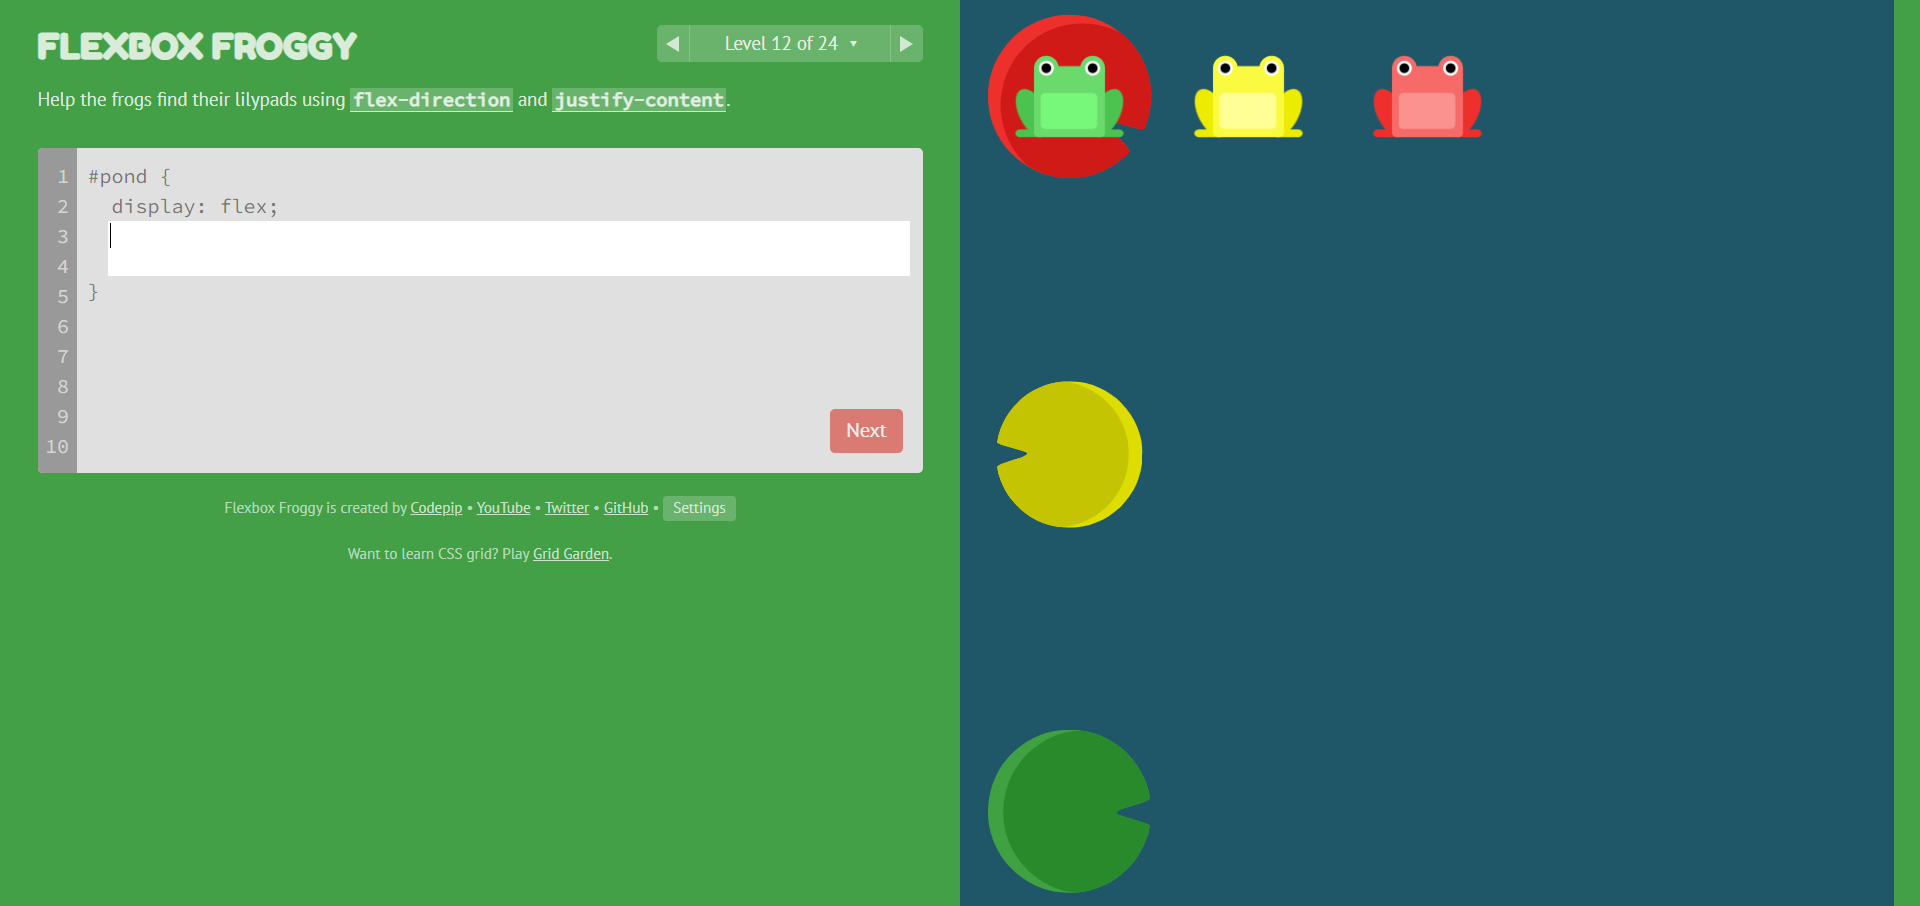 FLEXBOX FROGGY
Level 12 of 24 ▾
Help the frogs find their lilypads using flex-direction and justify-content.
1 #pond {
2 display: flex;
3
4
5 }
6
7
8
9
10
Next
Flexbox Froggy is created by Codepip • YouTube • Twitter • GitHub • Settings
Want to learn CSS grid? Play Grid Garden.